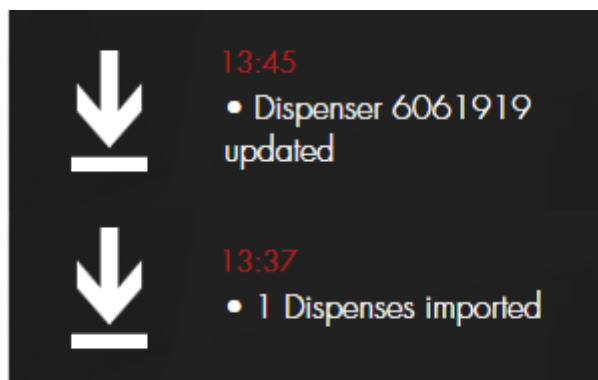 13:45
• Dispenser 6061919
updated
13:37
• 1 Dispenses imported